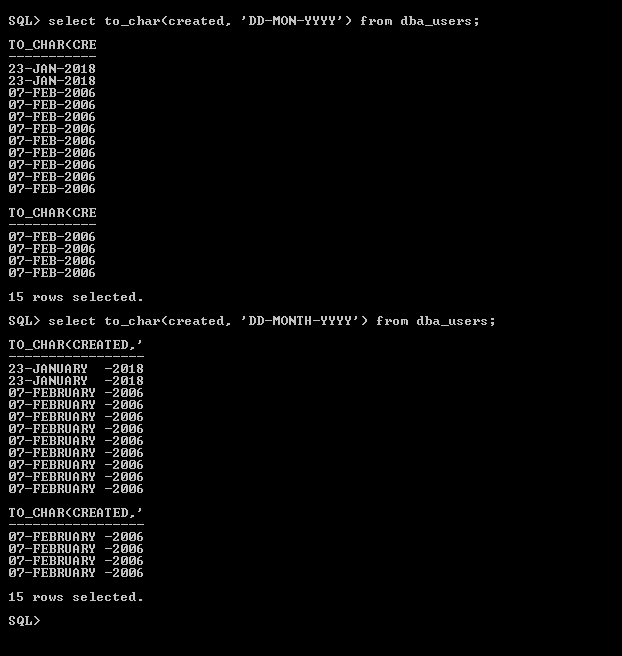 SQL> select to_char(created, 'DD-MON-YYYY') from dba_users;
TO_CHAR(CRE
-----------
23-JAN-2018
23-JAN-2018
07-FEB-2006
07-FEB-2006
07-FEB-2006
07-FEB-2006
07-FEB-2006
07-FEB-2006
07-FEB-2006
07-FEB-2006
07-FEB-2006
TO_CHAR(CRE
-----------
07-FEB-2006
07-FEB-2006
07-FEB-2006
07-FEB-2006
15 rows selected.
SQL> select to_char(created, 'DD-MONTH-YYYY') from dba_users;
TO_CHAR(CREATED,'
-----------------
23-JANUARY  -2018
23-JANUARY  -2018
07-FEBRUARY -2006
07-FEBRUARY -2006
07-FEBRUARY -2006
07-FEBRUARY -2006
07-FEBRUARY -2006
07-FEBRUARY -2006
07-FEBRUARY -2006
07-FEBRUARY -2006
07-FEBRUARY -2006
TO_CHAR(CREATED,'
-----------------
07-FEBRUARY -2006
07-FEBRUARY -2006
07-FEBRUARY -2006
07-FEBRUARY -2006
15 rows selected.
SQL>